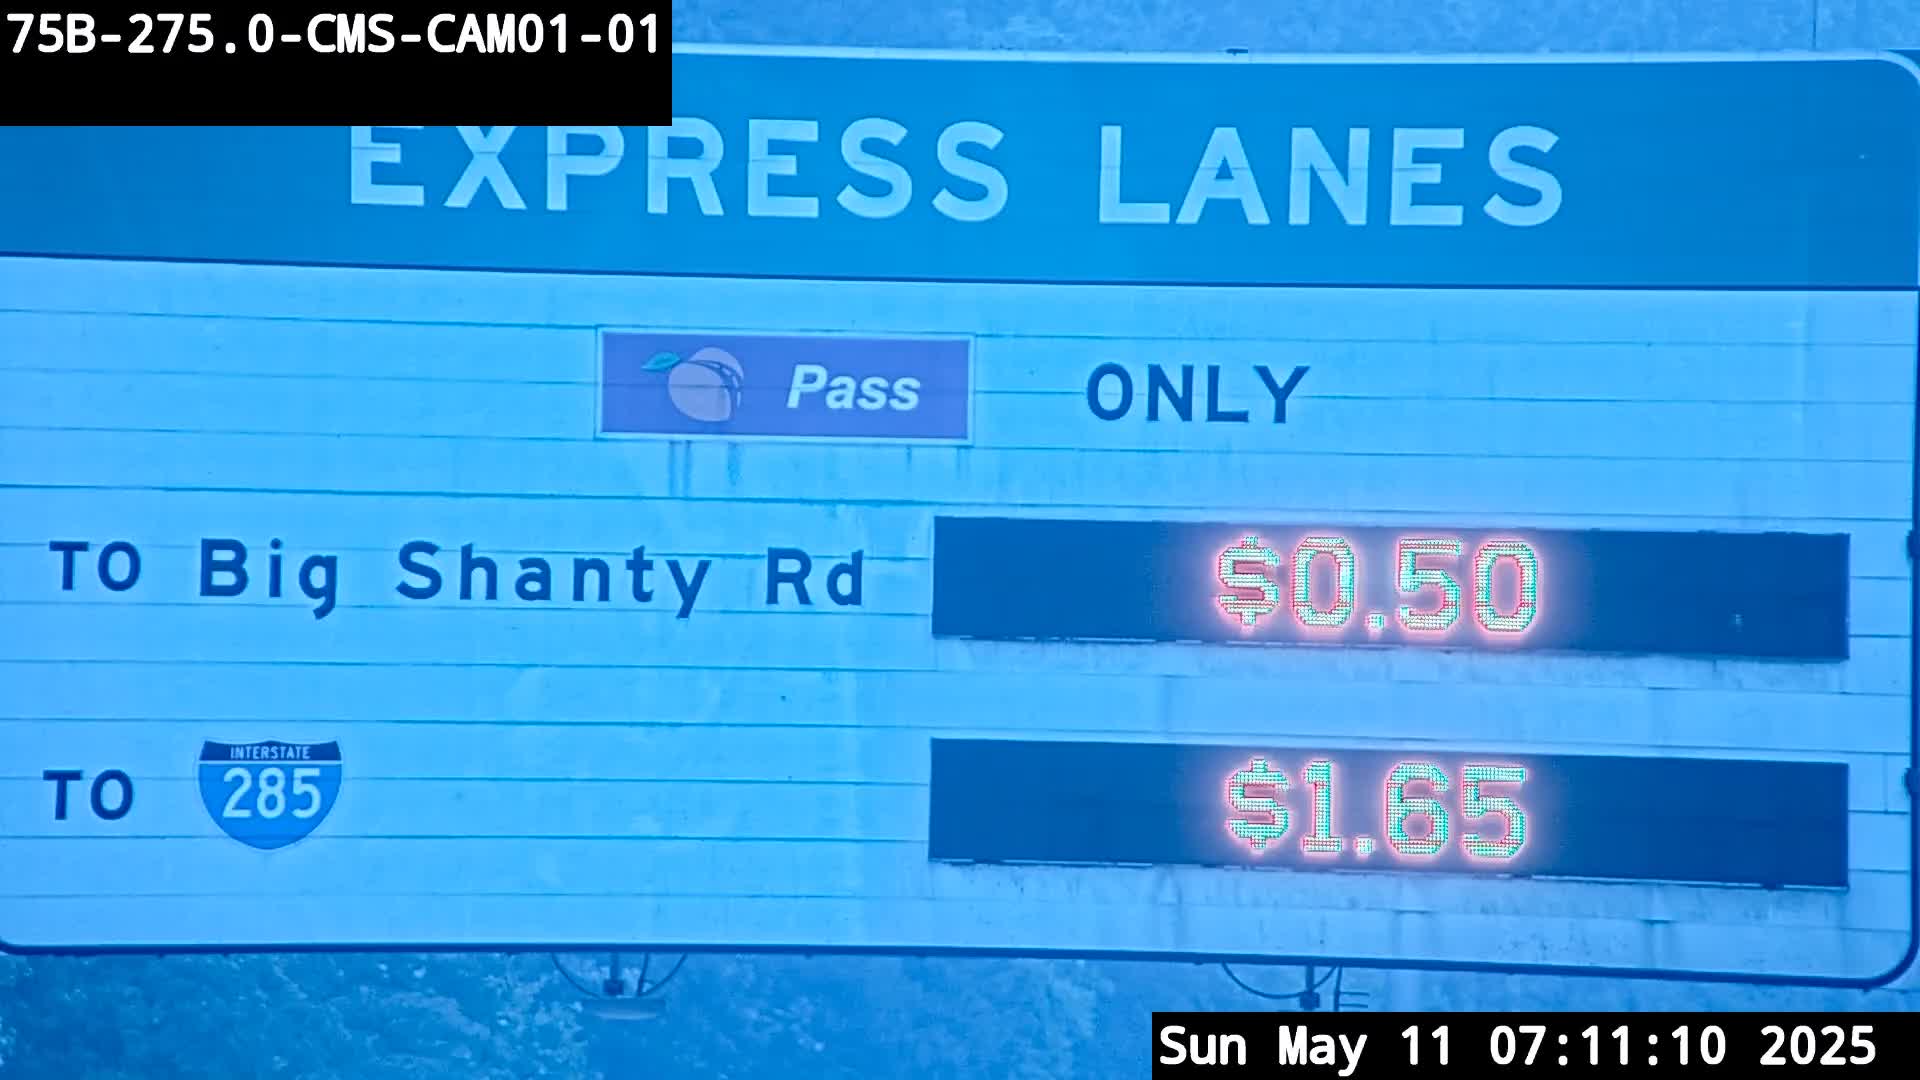 75B-275.0-CMS-CAM01-01
EXPRESS LANES
Pass ONLY
TO Big Shanty Rd $0.50
INTERSTATE
TO 285 $1.65
Sun May 11 07:11:10 2025